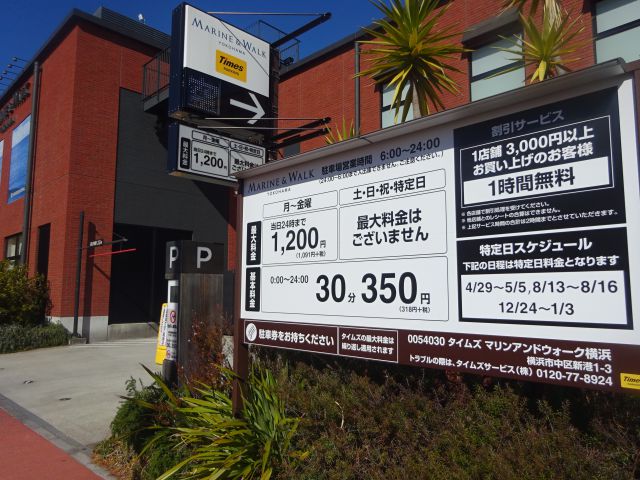 MARINE & WALK
YOKOHAMA
Times
月～金曜
土・日・祝・特定日
1,200
MARINE & WALK
YOKOHAMA
駐車場営業時間 6:00～24:00
月～金曜
土・日・祝・特定日
最大料金
当日24時まで
1,200円
(1,091円+税)
最大料金は
ございません
基本料金
0:00～24:00
30分 350円
(318円+税)
割引サービス
1店舗 3,000円以上
お買い上げのお客様
1時間無料
特定日スケジュール
下記の日程は特定日料金となります
4/29～5/5,8/13～8/16
12/24～1/3
駐車券をお持ちください
タイムズの最大料金は
繰り返し適用されます
0054030 タイムズ マリンアンドウォーク横浜
横浜市中区新港1-3
トラブルの際は、タイムズサービス(株) 0120-77-8924
Times
P
P